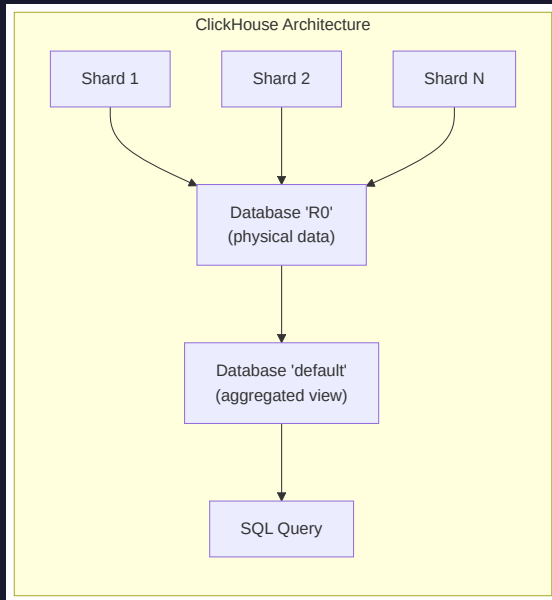 ClickHouse Architecture
Shard 1
Shard 2
Shard N
Database 'R0'
(physical data)
Database 'default'
(aggregated view)
SQL Query